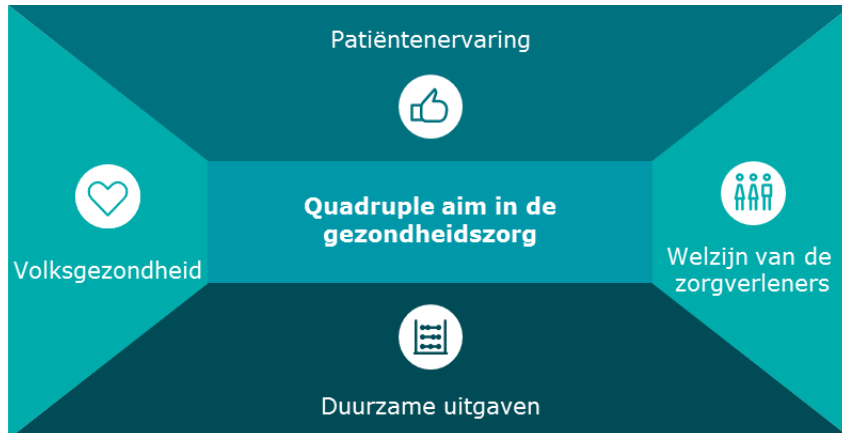 Patiëntenervaring
Quadruple aim in de
gezondheidszorg
Volksgezondheid
Welzijn van de
zorgverleners
Duurzame uitgaven